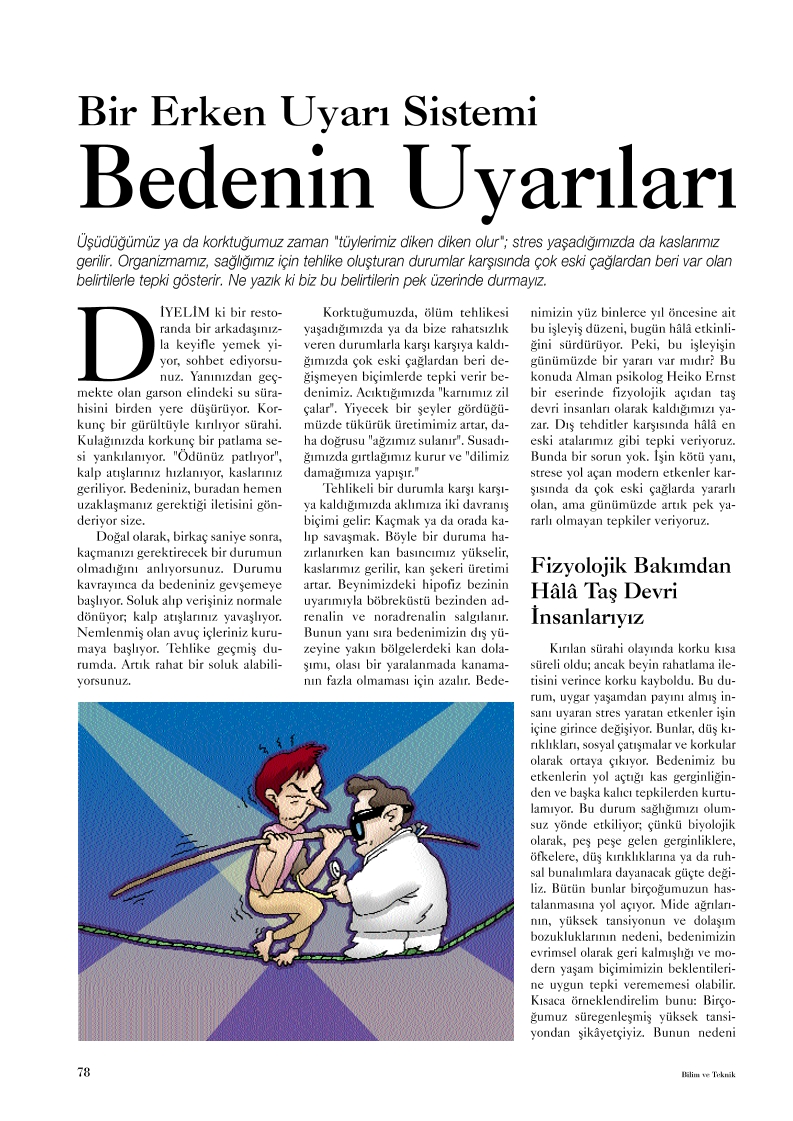 Bir Erken Uyarı Sistemi
Bedenin Uyarıları
Üşüdüğümüz ya da korktuğumuz zaman "tüylerimiz diken diken olur"; stres yaşadığımızda da kaslarımız
gerilir. Organizmamız, sağlığımız için tehlike oluşturan durumlar karşısında çok eski çağlardan beri var olan
belirtilerle tepki gösterir. Ne yazık ki biz bu belirtilerin pek üzerinde durmayız.
DİYELİM ki bir resto-
randa bir arkadaşınız-
la keyifle yemek yi-
yor, sohbet ediyorsu-
nuz. Yanınızdan geç-
mekte olan garson elindeki su süra-
hisini birden yere düşürüyor. Kor-
kunç bir gürültüyle kırılıyor sürahi.
Kulağınızda korkunç bir patlama se-
si yankılanıyor. "Ödünüz patlıyor",
kalp atışlarınız hızlanıyor, kaslarınız
geriliyor. Bedeniniz, buradan hemen
uzaklaşmanız gerektiği iletisini gön-
deriyor size.
Doğal olarak, birkaç saniye sonra,
kaçmanızı gerektirecek bir durumun
olmadığını anlıyorsunuz. Durumu
kavrayınca da bedeniniz gevşemeye
başlıyor. Soluk alıp verişiniz normale
dönüyor; kalp atışlarınız yavaşlıyor.
Nemlenmiş olan avuç içleriniz kuru-
maya başlıyor. Tehlike geçmiş du-
rumda. Artık rahat bir soluk alabili-
yorsunuz.
Korktuğumuzda, ölüm tehlikesi
yaşadığımızda ya da bize rahatsızlık
veren durumlarla karşı karşıya kaldı-
ğımızda çok eski çağlardan beri de-
ğişmeyen biçimlerde tepki verir be-
denimiz. Acıktığımızda "karnımız zil
çalar". Yiyecek bir şeyler gördüğü-
müzde tükürük üretimimiz artar, da-
ha doğrusu "ağzımız sulanır". Susadı-
ğımızda gırtlağımız kurur ve "dilimiz
damağımıza yapışır."
Tehlikeli bir durumla karşı karşı-
ya kaldığımızda aklımıza iki davranış
biçimi gelir: Kaçmak ya da orada ka-
lıp savaşmak. Böyle bir duruma ha-
zırlanırken kan basıncımız yükselir,
kaslarımız gerilir, kan şekeri üretimi
artar. Beynimizdeki hipofiz bezinin
uyarımıyla böbreküstü bezinden ad-
renalin ve noradrenalin salgılanır.
Bunun yanı sıra bedenimizin dış yü-
zeyine yakın bölgelerdeki kan dola-
şımı, olası bir yaralanmada kanama-
nın fazla olmaması için azalır. Bede-
nimizin yüz binlerce yıl öncesine ait
bu işleyiş düzeni, bugün hâlâ etkinli-
ğini sürdürüyor. Peki, bu işleyişin
günümüzde bir yararı var mıdır? Bu
konuda Alman psikolog Heiko Ernst
bir eserinde fizyolojik açıdan taş
devri insanları olarak kaldığımızı ya-
zar. Dış tehditler karşısında hâlâ en
eski atalarımız gibi tepki veriyoruz.
Bunda bir sorun yok. İşin kötü yanı,
strese yol açan modern etkenler kar-
şısında da çok eski çağlarda yararlı
olan, ama günümüzde artık pek ya-
rarlı olmayan tepkiler veriyoruz.
Fizyolojik Bakımdan
Hâlâ Taş Devri
İnsanlarıyız
Kırılan sürahi olayında korku kısa
süreli oldu; ancak beyin rahatlama ile-
tisini verince korku kayboldu. Bu du-
rum, uygar yaşamdan payını almış in-
sanı uyaran stres yaratan etkenler işin
içine girince değişiyor. Bunlar, düş kı-
rıklıkları, sosyal çatışmalar ve korkular
olarak ortaya çıkıyor. Bedenimiz bu
etkenlerin yol açtığı kas gerginliğin-
den ve başka kalıcı tepkilerden kurtu-
lamıyor. Bu durum sağlığımızı olum-
suz yönde etkiliyor; çünkü biyolojik
olarak, peş peşe gelen gerginliklere,
öfkelere, düş kırıklıklarına ya da ruh-
sal bunalımlara dayanacak güçte deği-
liz. Bütün bunlar birçoğumuzun has-
talanmasına yol açıyor. Mide ağrıları-
nın, yüksek tansiyonun ve dolaşım
bozukluklarının nedeni, bedenimizin
evrimsel olarak geri kalmışlığı ve mo-
dern yaşam biçimimizin beklentileri-
ne uygun tepki verememesi olabilir.
Kısaca örneklendirelim bunu: Birço-
ğumuz süregenleşmiş yüksek tansi-
yondan şikâyetçiyiz. Bunun nedeni
78
Bilim ve Teknik